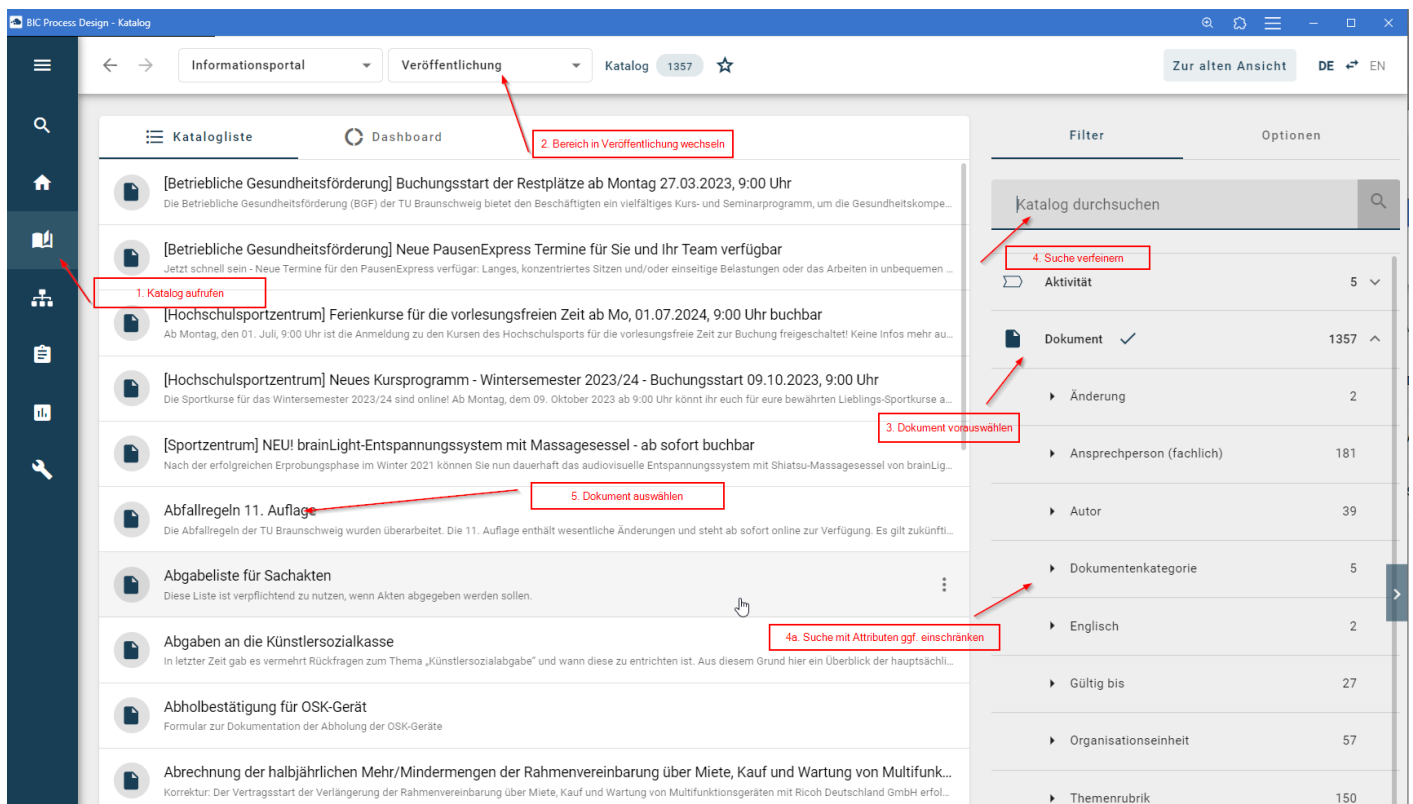 BIC Process Design - Katalog
Informationsportal
Veröffentlichung
Katalog 1357
Zur alten Ansicht
DE EN
Katalogliste
Dashboard
2. Bereich in Veröffentlichung wechseln
Filter
Optionen
[Betriebliche Gesundheitsförderung] Buchungsstart der Restplätze ab Montag 27.03.2023, 9:00 Uhr
Die Betriebliche Gesundheitsförderung (BGF) der TU Braunschweig bietet den Beschäftigten ein vielfältiges Kurs- und Seminarprogramm, um die Gesundheitskompe...
[Betriebliche Gesundheitsförderung] Neue PausenExpress Termine für Sie und Ihr Team verfügbar
Jetzt schnell sein - Neue Termine für den PausenExpress verfügar: Langes, konzentriertes Sitzen und/oder einseitige Belastungen oder das Arbeiten in unbequemen ...
1. Katalog aufrufen
[Hochschulsportzentrum] Ferienkurse für die vorlesungsfreien Zeit ab Mo, 01.07.2024, 9:00 Uhr buchbar
Ab Montag, den 01. Juli, 9:00 Uhr ist die Anmeldung zu den Kursen des Hochschulsports für die vorlesungsfreie Zeit zur Buchung freigeschaltet! Keine Infos mehr au...
[Hochschulsportzentrum] Neues Kursprogramm - Wintersemester 2023/24 - Buchungsstart 09.10.2023, 9:00 Uhr
Die Sportkurse für das Wintersemester 2023/24 sind online! Ab Montag, dem 09. Oktober 2023 ab 9:00 Uhr könnt ihr euch für eure bewährten Lieblings-Sportkurse a...
[Sportzentrum] NEU! brainLight-Entspannungssystem mit Massagesessel - ab sofort buchbar
Nach der erfolgreichen Erprobungsphase im Winter 2021 können Sie nun dauerhaft das audiovisuelle Entspannungssystem mit Shiatsu-Massagesessel von brainLig...
Abfallregeln 11. Auflage
5. Dokument auswählen
Die Abfallregeln der TU Braunschweig wurden überarbeitet. Die 11. Auflage enthält wesentliche Änderungen und steht ab sofort online zur Verfügung. Es gilt zukünfti...
Abgabeliste für Sachakten
Diese Liste ist verpflichtend zu nutzen, wenn Akten abgegeben werden sollen.
Abgaben an die Künstlersozialkasse
In letzter Zeit gab es vermehrt Rückfragen zum Thema „Künstlersozialabgabe“ und wann diese zu entrichten ist. Aus diesem Grund hier ein Überblick der hauptsächli...
Abholbestätigung für OSK-Gerät
Formular zur Dokumentation der Abholung der OSK-Geräte
Abrechnung der halbjährlichen Mehr/Mindermengen der Rahmenvereinbarung über Miete, Kauf und Wartung von Multifunk...
Korrektur: Der Vertragsstart der Verlängerung der Rahmenvereinbarung über Miete, Kauf und Wartung von Multifunktionsgeräten mit Ricoh Deutschland GmbH erfol...
Katalog durchsuchen
4. Suche verfeinern
Aktivität 5
Dokument 1357
Änderung 2
3. Dokument vorauswählen
Ansprechperson (fachlich) 181
Autor 39
Dokumentenkategorie 5
4a. Suche mit Attributen ggf. einschränken
Englisch 2
Gültig bis 27
Organisationseinheit 57
Themenrubrik 150